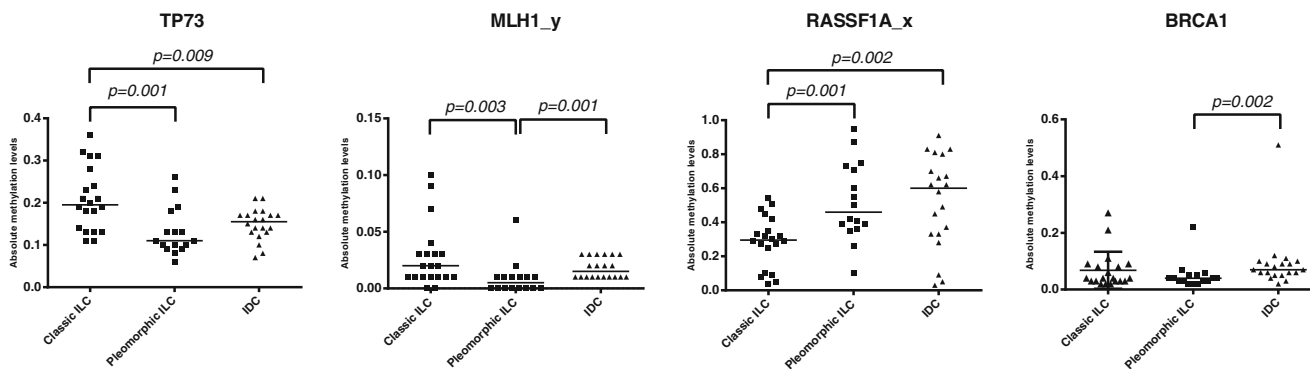 TP73
p=0.009
p=0.001
Absolute methylation levels
0.4
0.3
0.2
0.1
0.0
Classic ILC
Pleomorphic ILC
IDC
MLH1_y
p=0.003
p=0.001
Absolute methylation levels
0.15
0.10
0.05
0.00
Classic ILC
Pleomorphic ILC
IDC
RASSF1A_x
p=0.002
p=0.001
Absolute methylation levels
1.0
0.8
0.6
0.4
0.2
0.0
Classic ILC
Pleomorphic ILC
IDC
BRCA1
p=0.002
Absolute methylation levels
0.6
0.4
0.2
0.0
Classic ILC
Pleomorphic ILC
IDC